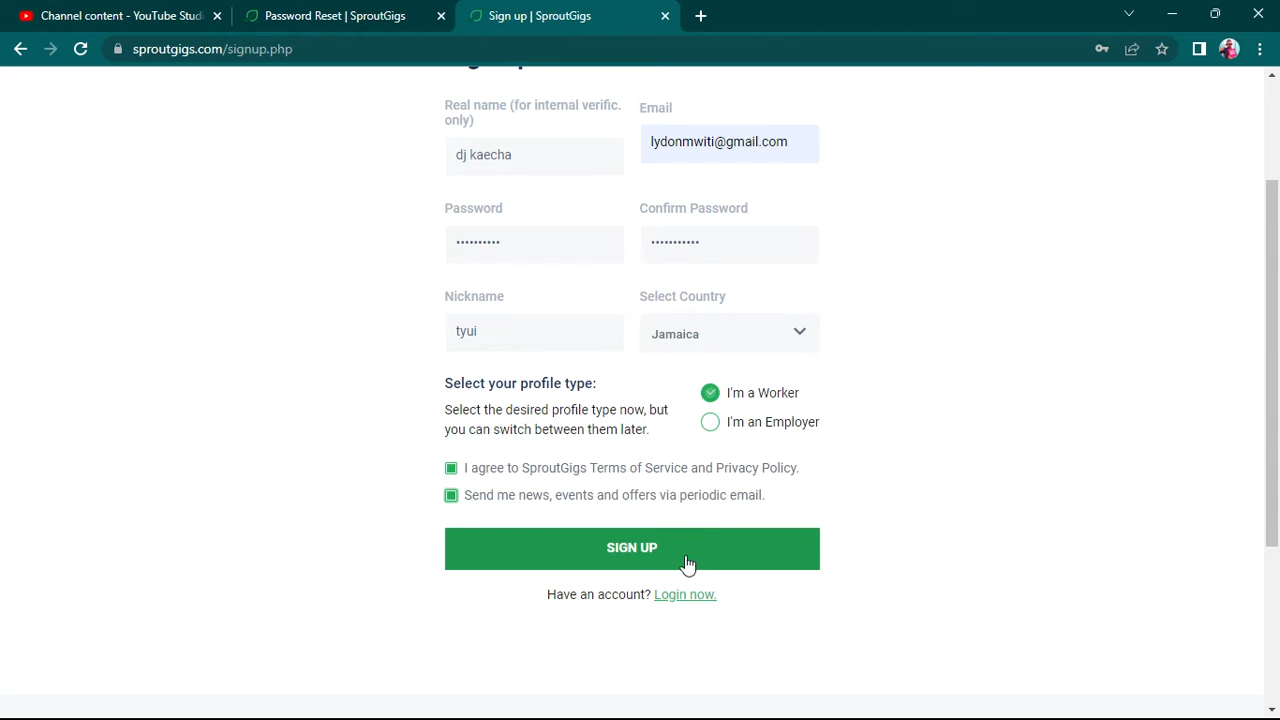 Channel content - YouTube Studi
Password Reset | SproutGigs
Sign up | SproutGigs
sproutgigs.com/signup.php
Real name (for internal verific. only)
Email
dj kaecha
lydonmwiti@gmail.com
Password
Confirm Password
••••••••••
•••••••••••
Nickname
Select Country
tyui
Jamaica
Select your profile type:
Select the desired profile type now, but
you can switch between them later.
I'm a Worker
I'm an Employer
I agree to SproutGigs Terms of Service and Privacy Policy.
Send me news, events and offers via periodic email.
SIGN UP
Have an account? Login now.